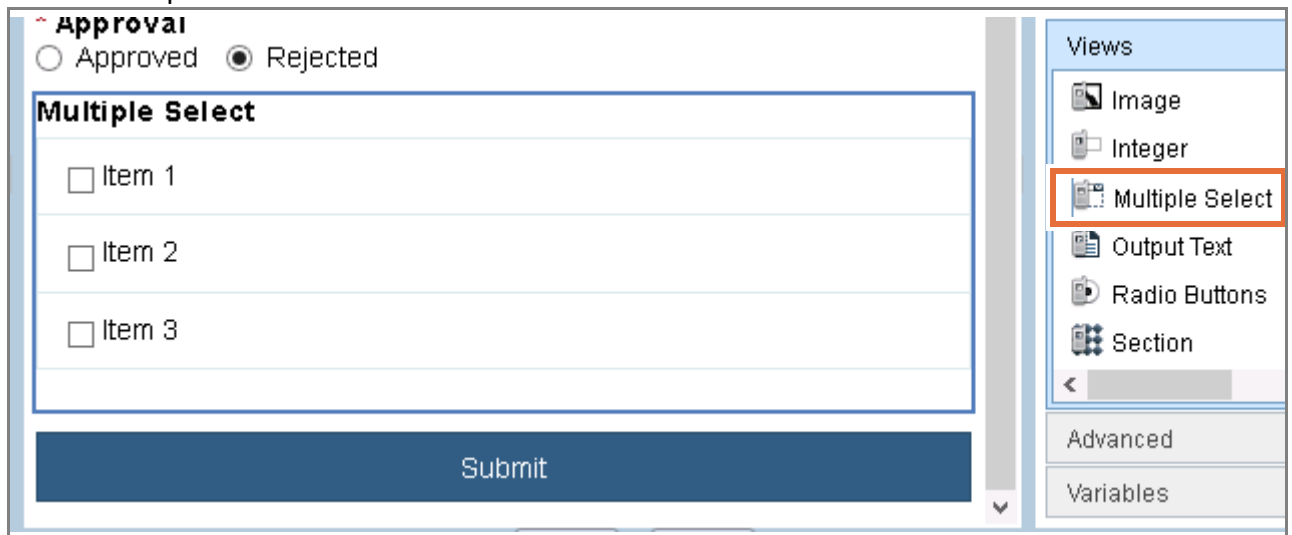 * Approval
Approved Rejected
Multiple Select
Item 1
Item 2
Item 3
Submit
Views
Image
Integer
Multiple Select
Output Text
Radio Buttons
Section
Advanced
Variables